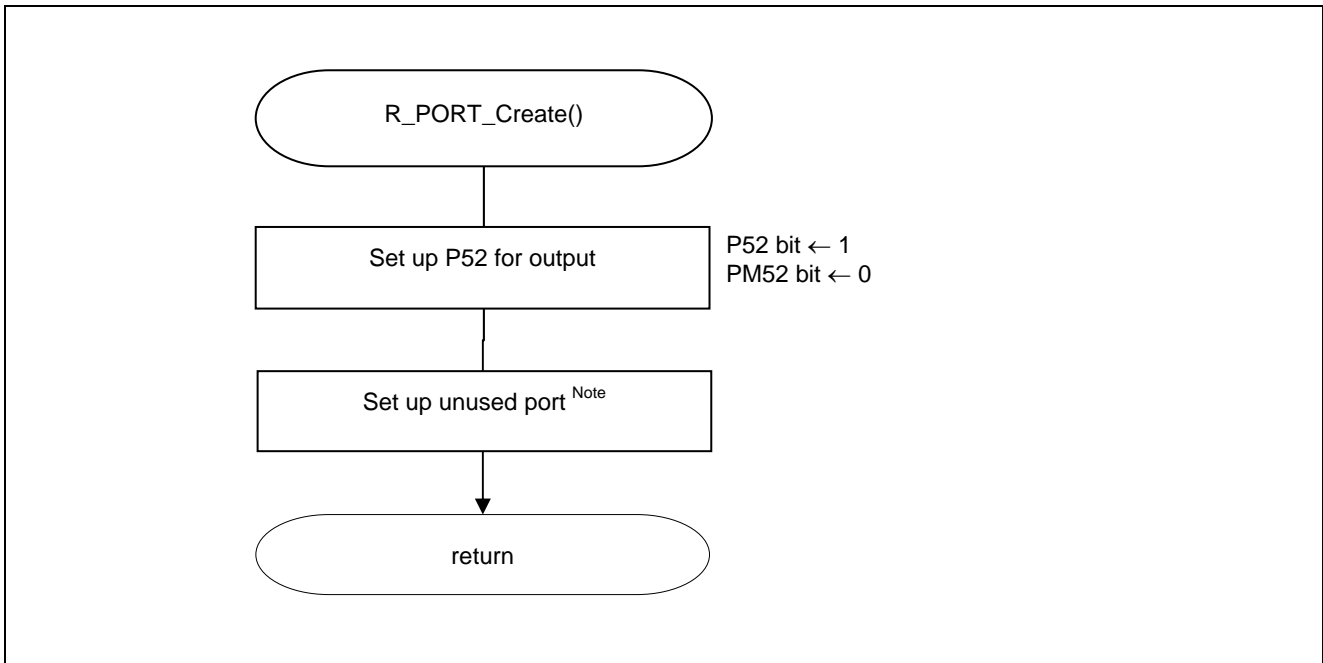 R_PORT_Create()
Set up P52 for output
P52 bit ← 1
PM52 bit ← 0
Set up unused port Note
return